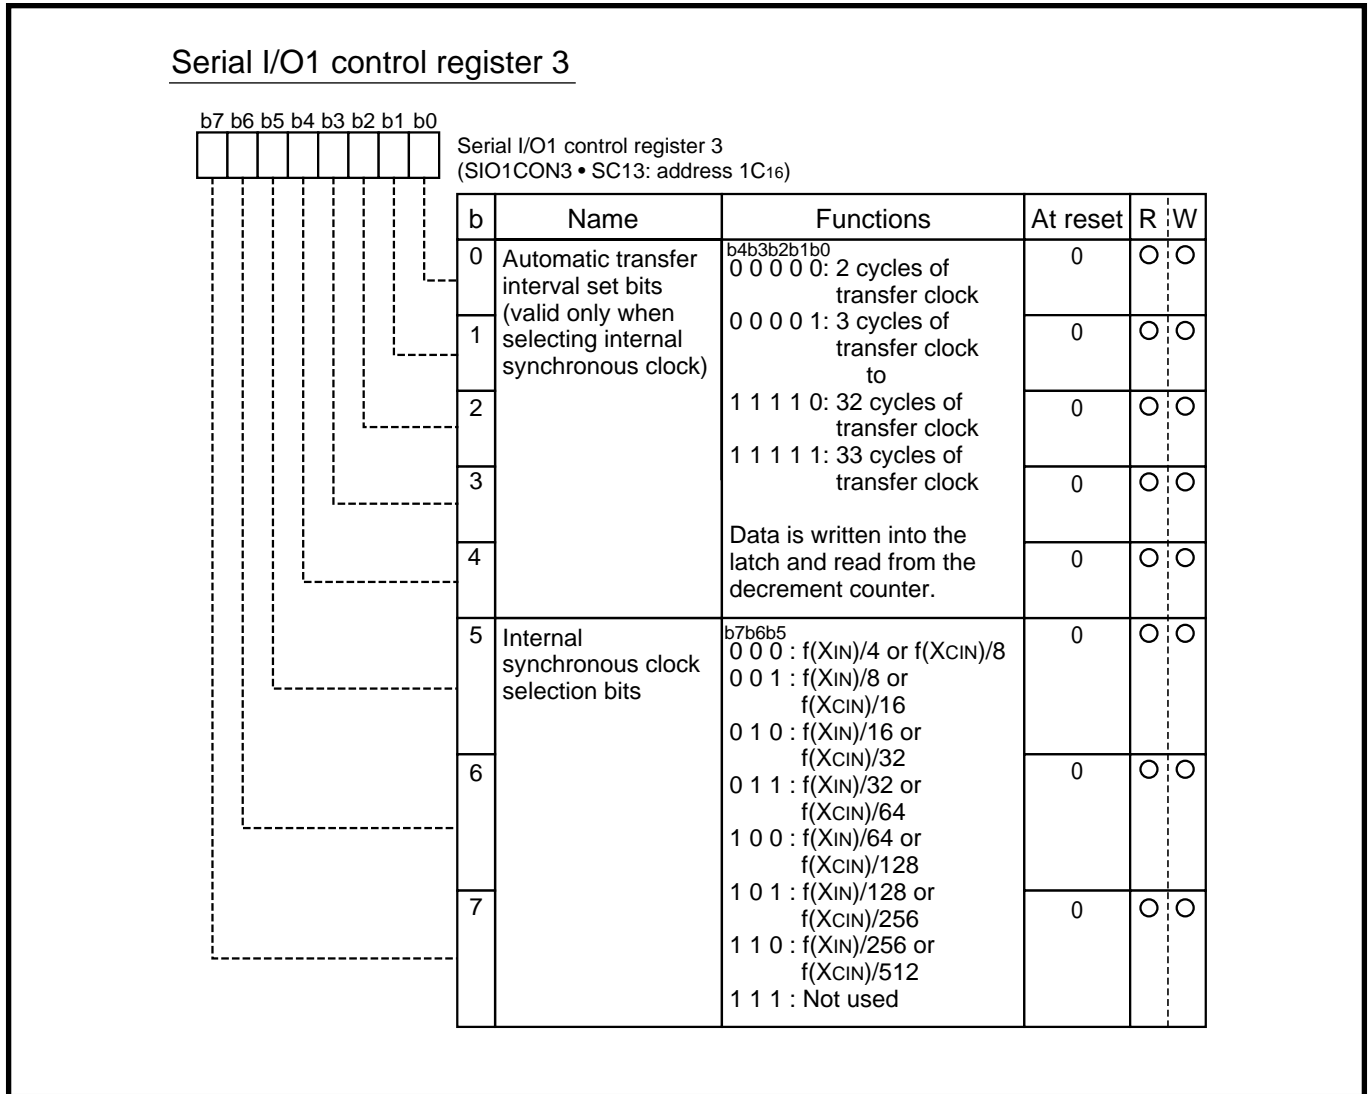 Serial I/O1 control register 3
b7 b6 b5 b4 b3 b2 b1 b0
Serial I/O1 control register 3
(SIO1CON3 • SC13: address 1C16)
b Name Functions At reset R W
0 Automatic transfer interval set bits (valid only when selecting internal synchronous clock)
b4b3b2b1b0
0 0 0 0 0: 2 cycles of
transfer clock
0 0 0 0 1: 3 cycles of
transfer clock
to
1 1 1 1 0: 32 cycles of
transfer clock
1 1 1 1 1: 33 cycles of
transfer clock
Data is written into the
latch and read from the
decrement counter.
0 O O
1 0 O O
2 0 O O
3 0 O O
4 0 O O
5 Internal
synchronous clock
selection bits
b7b6b5
0 0 0 : f(XIN)/4 or f(XCIN)/8
0 0 1 : f(XIN)/8 or
f(XCIN)/16
0 1 0 : f(XIN)/16 or
f(XCIN)/32
0 1 1 : f(XIN)/32 or
f(XCIN)/64
1 0 0 : f(XIN)/64 or
f(XCIN)/128
1 0 1 : f(XIN)/128 or
f(XCIN)/256
1 1 0 : f(XIN)/256 or
f(XCIN)/512
1 1 1 : Not used
0 O O
6 0 O O
7 0 O O